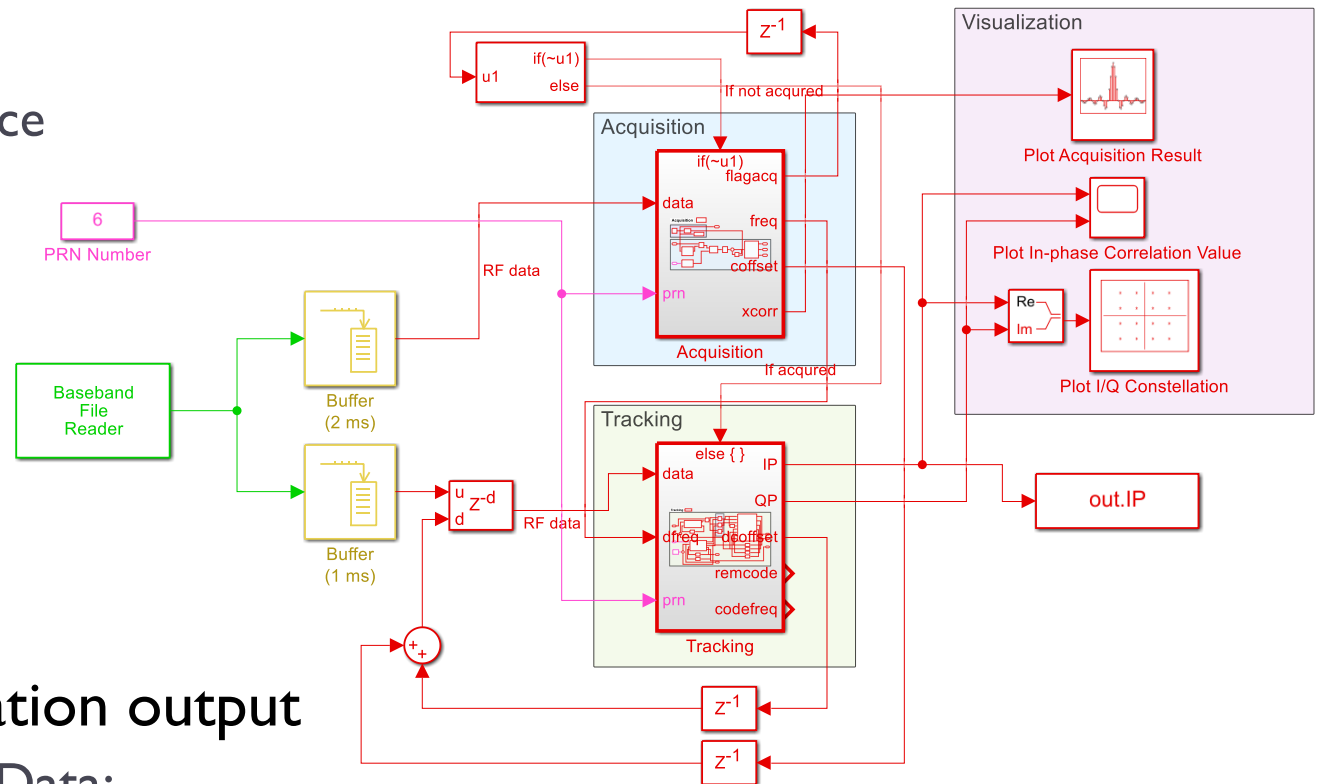 ce
ation output
Data:
z-1
u1
if(~u1)
else
If not acqured
Visualization
Plot Acquisition Result
Plot In-phase Correlation Value
Re
Im
Plot I/Q Constellation
out.IP
6
PRN Number
RF data
Baseband
File
Reader
Buffer
(2 ms)
Buffer
(1 ms)
u
d
z-d
RF data
Acquisition
if(~u1)
data
prn
flagacq
freq
coffset
xcorr
Acquisition
Acquisition
If acqured
Tracking
else { }
data
dfreq
prn
IP
QP
dcoffset
remcode
codefreq
Tracking
+
+
z-1
z-1